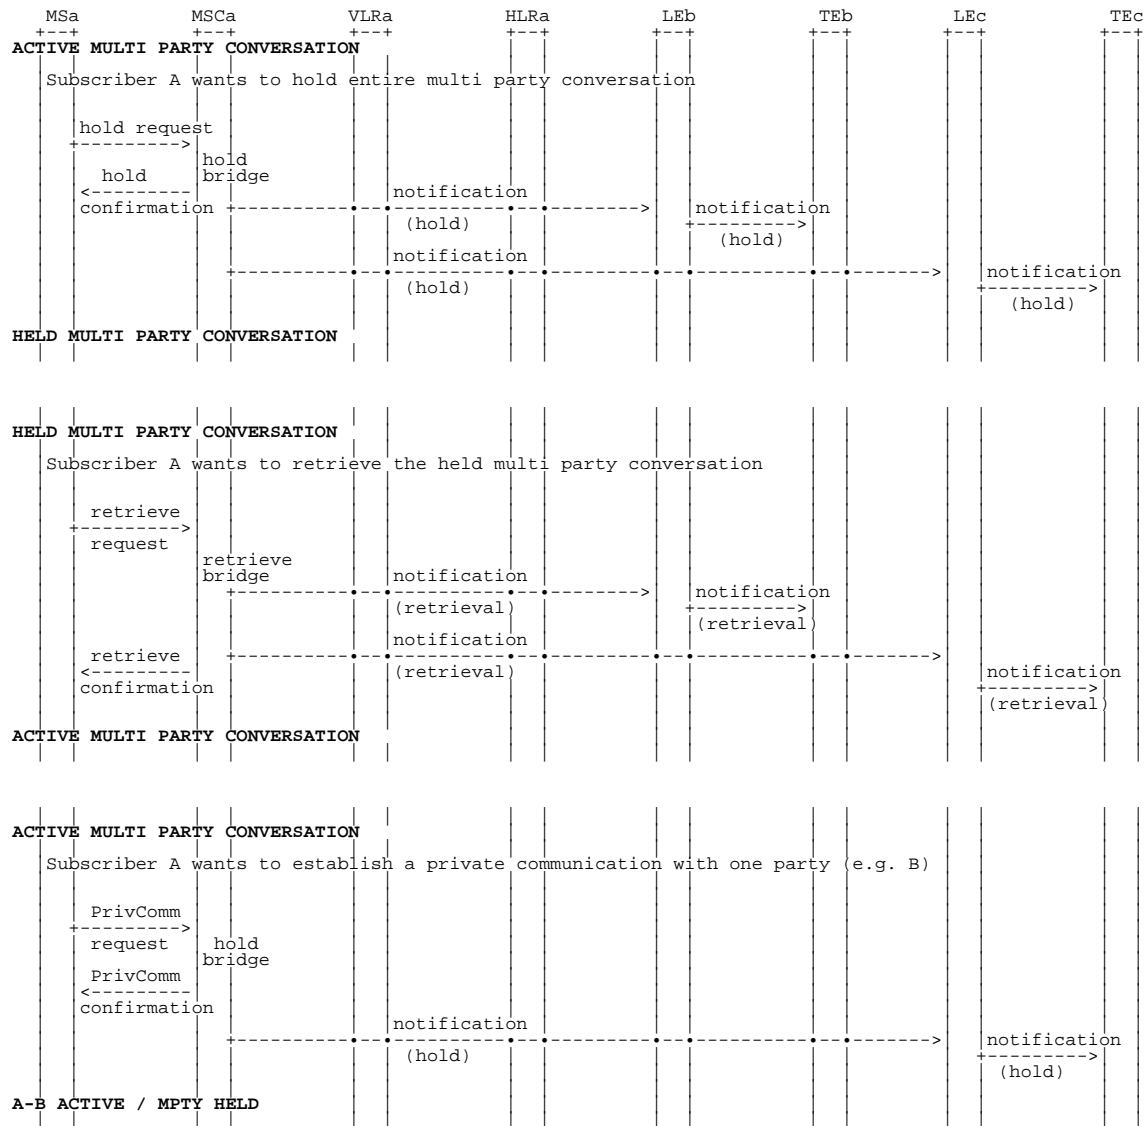 MSa MSCa VLRa HLRa LEb TEb LEc TEc
ACTIVE MULTI PARTY CONVERSATION
Subscriber A wants to hold entire multi party conversation
hold request
hold
hold bridge
notification
confirmation
notification
(hold)
(hold)
notification
notification
(hold)
(hold)
HELD MULTI PARTY CONVERSATION
HELD MULTI PARTY CONVERSATION
Subscriber A wants to retrieve the held multi party conversation
retrieve
request
retrieve
bridge notification
notification
(retrieval)
(retrieval)
notification
retrieve
(retrieval) notification
confirmation
(retrieval)
ACTIVE MULTI PARTY CONVERSATION
ACTIVE MULTI PARTY CONVERSATION
Subscriber A wants to establish a private communication with one party (e.g. B)
PrivComm
request hold
bridge
PrivComm
confirmation
notification
notification
(hold)
(hold)
A-B ACTIVE / MPTY HELD